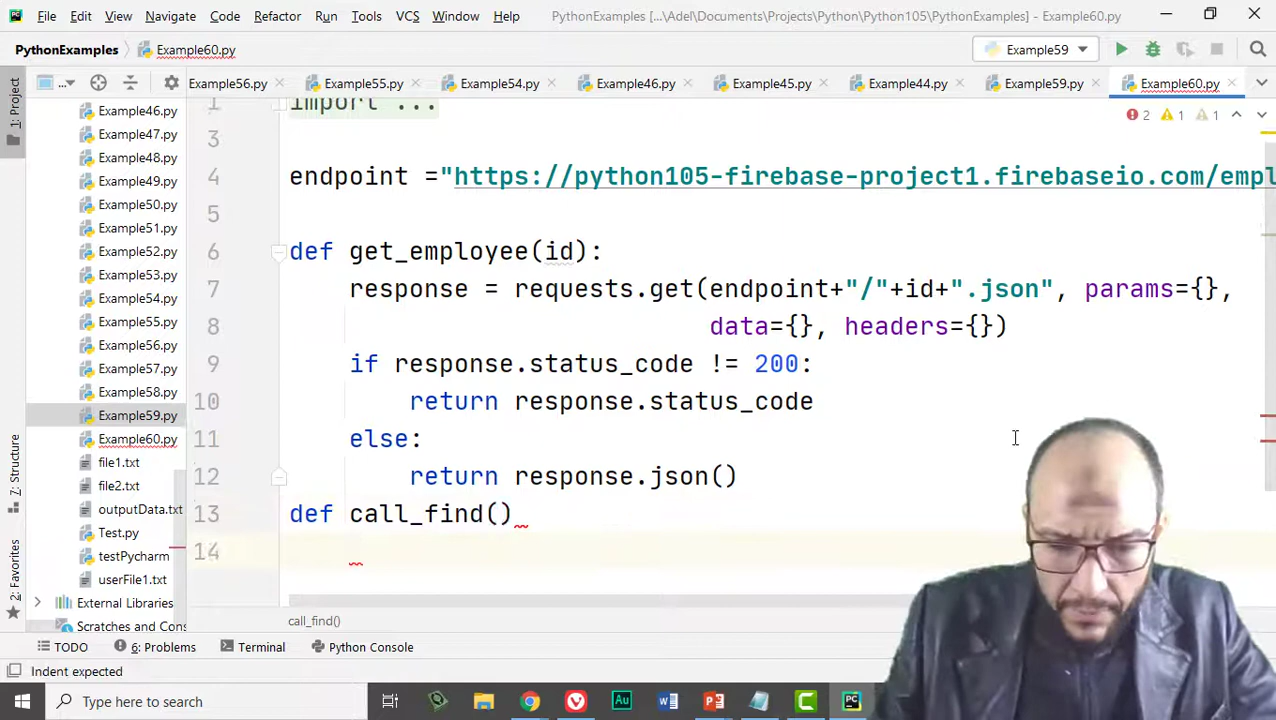 File Edit View Navigate Code Refactor Run Tools VCS Window Help PythonExamples [...\Adel\Documents\Projects\Python\Python105\PythonExamples] - Example60.py
PythonExamples Example60.py Example59
1: Project
...
Example56.py Example55.py Example54.py Example46.py Example45.py Example44.py Example59.py Example60.py
Example46.py
Example47.py
Example48.py
Example49.py
Example50.py
Example51.py
Example52.py
Example53.py
Example54.py
Example55.py
Example56.py
Example57.py
Example58.py
Example59.py
Example60.py
file1.txt
file2.txt
outputData.txt
Test.py
testPycharm
userFile1.txt
External Libraries
Scratches and Cons
7: Structure
2: Favorites
2 1 1
1 import ...
3
4 endpoint ="https://python105-firebase-project1.firebaseio.com/empl
5
6 def get_employee(id):
7 response = requests.get(endpoint+"/"+id+".json", params={},
8 data={}, headers={})
9 if response.status_code != 200:
10 return response.status_code
11 else:
12 return response.json()
13 def call_find()
14
call_find()
TODO 6: Problems Terminal Python Console
Indent expected
Type here to search